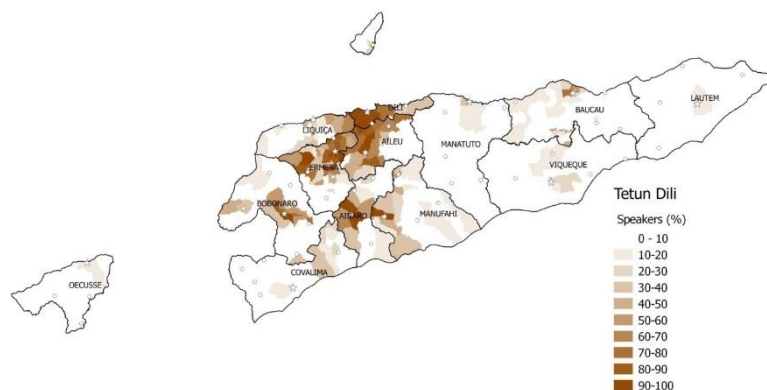 DILI
LAUTEM
BAUCAU
LIQUIÇA
AILEU
MANATUTO
ERMERA
VIQUEQUE
BOBONARO
AINARO
MANUFAHI
COVALIMA
OECUSSE
Tetun Dili
Speakers (%)
0 - 10
10-20
20-30
30-40
40-50
50-60
60-70
70-80
80-90
90-100